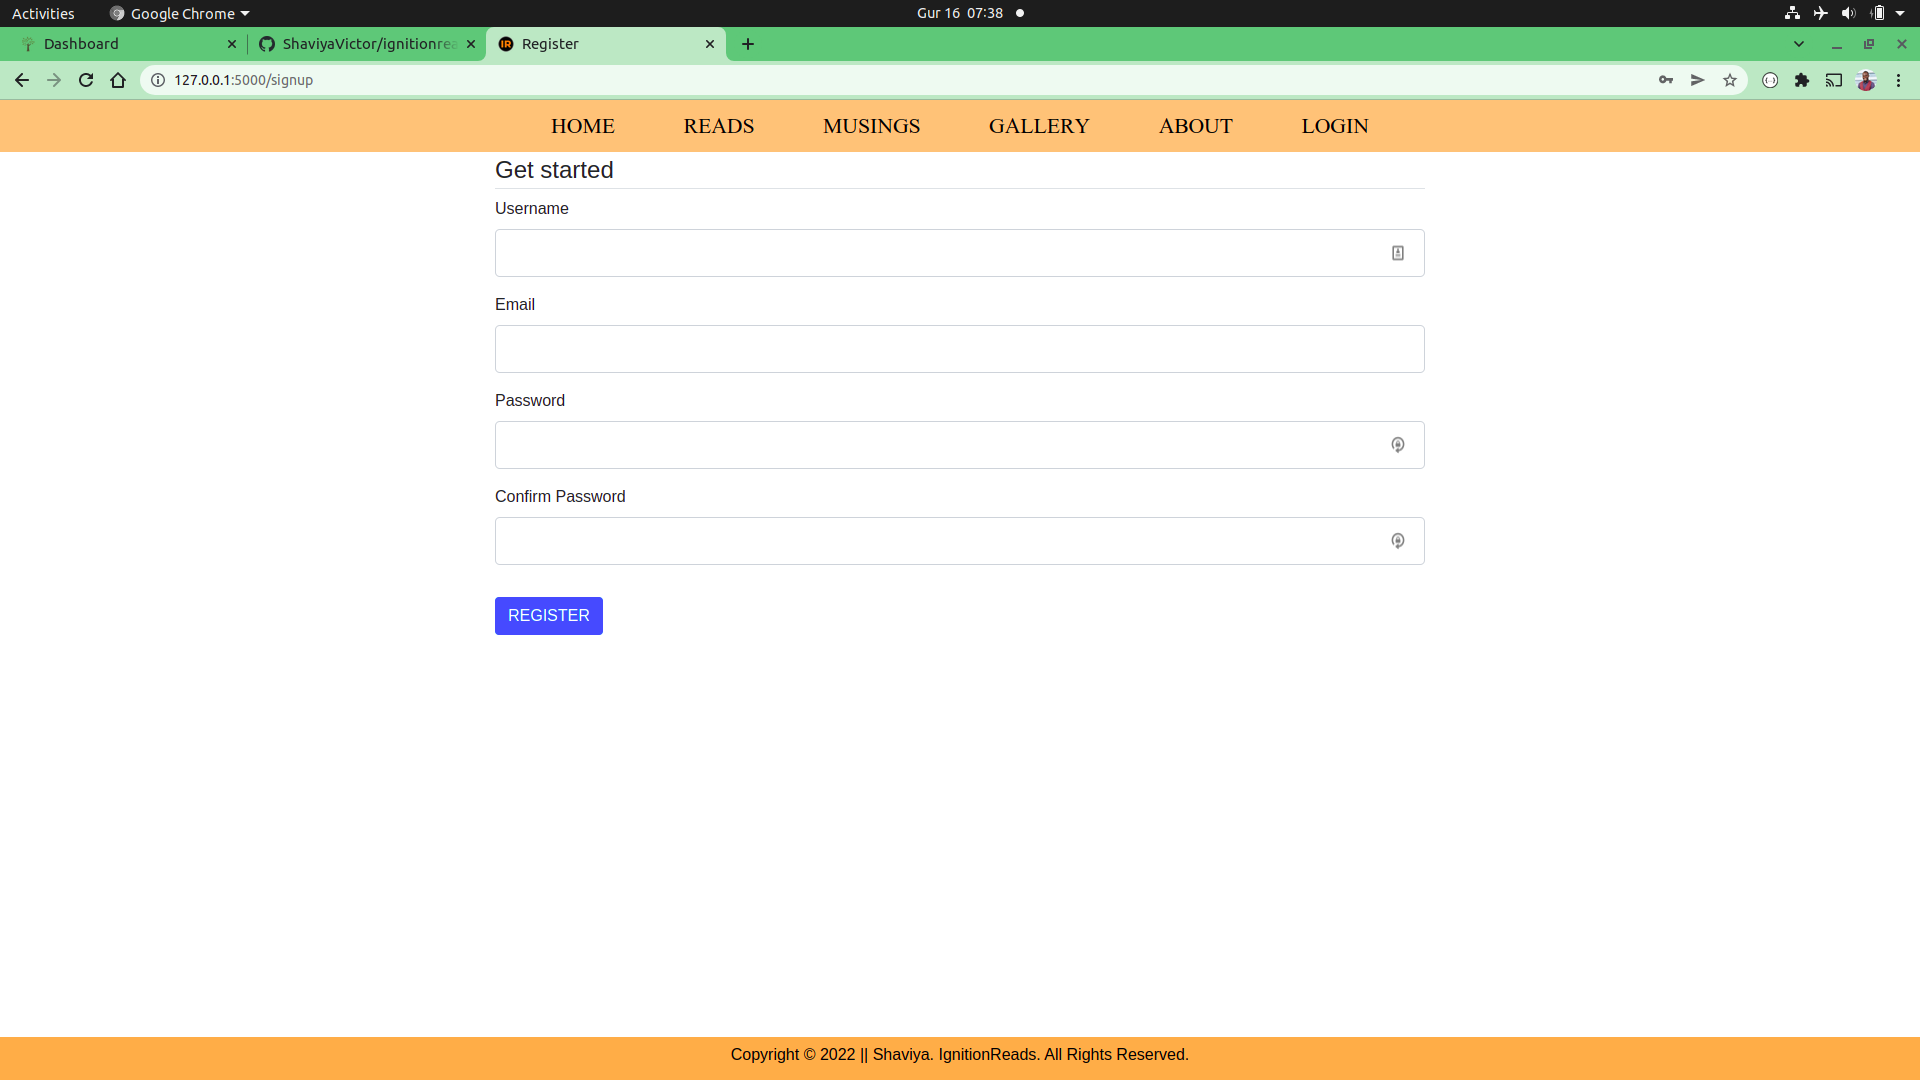 Activities
Google Chrome
Gur 16 07:38
Dashboard
ShaviyaVictor/ignitionrea
IR
Register
127.0.0.1:5000/signup
HOME
READS
MUSINGS
GALLERY
ABOUT
LOGIN
Get started
Username
Email
Password
Confirm Password
REGISTER
Copyright © 2022 || Shaviya. IgnitionReads. All Rights Reserved.